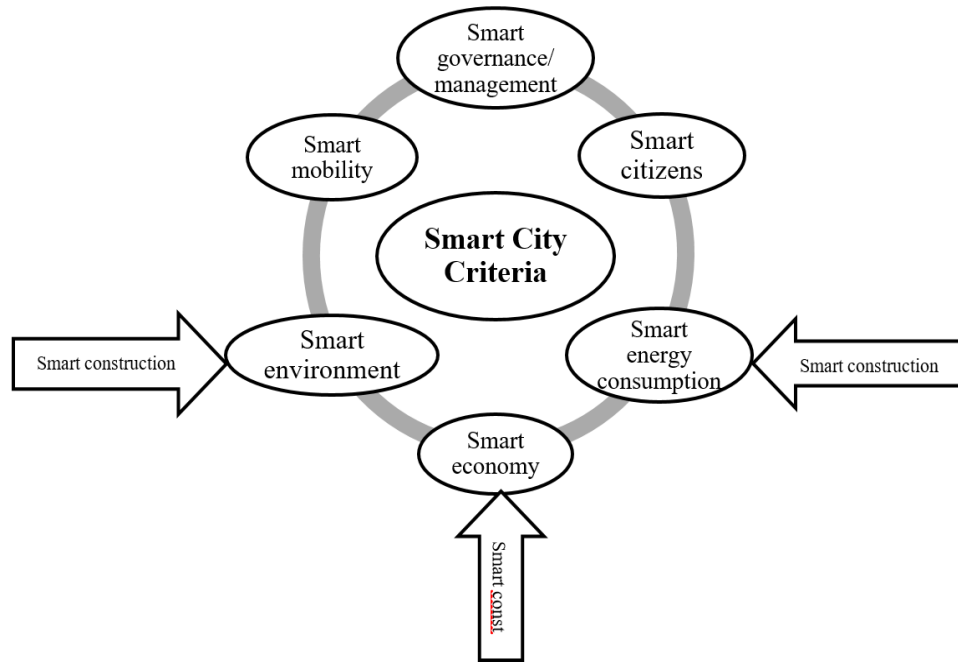 Smart
governance/
management
Smart
mobility
Smart
citizens
Smart City
Criteria
Smart construction
Smart
environment
Smart
energy
consumption
Smart construction
Smart
economy
Smart const